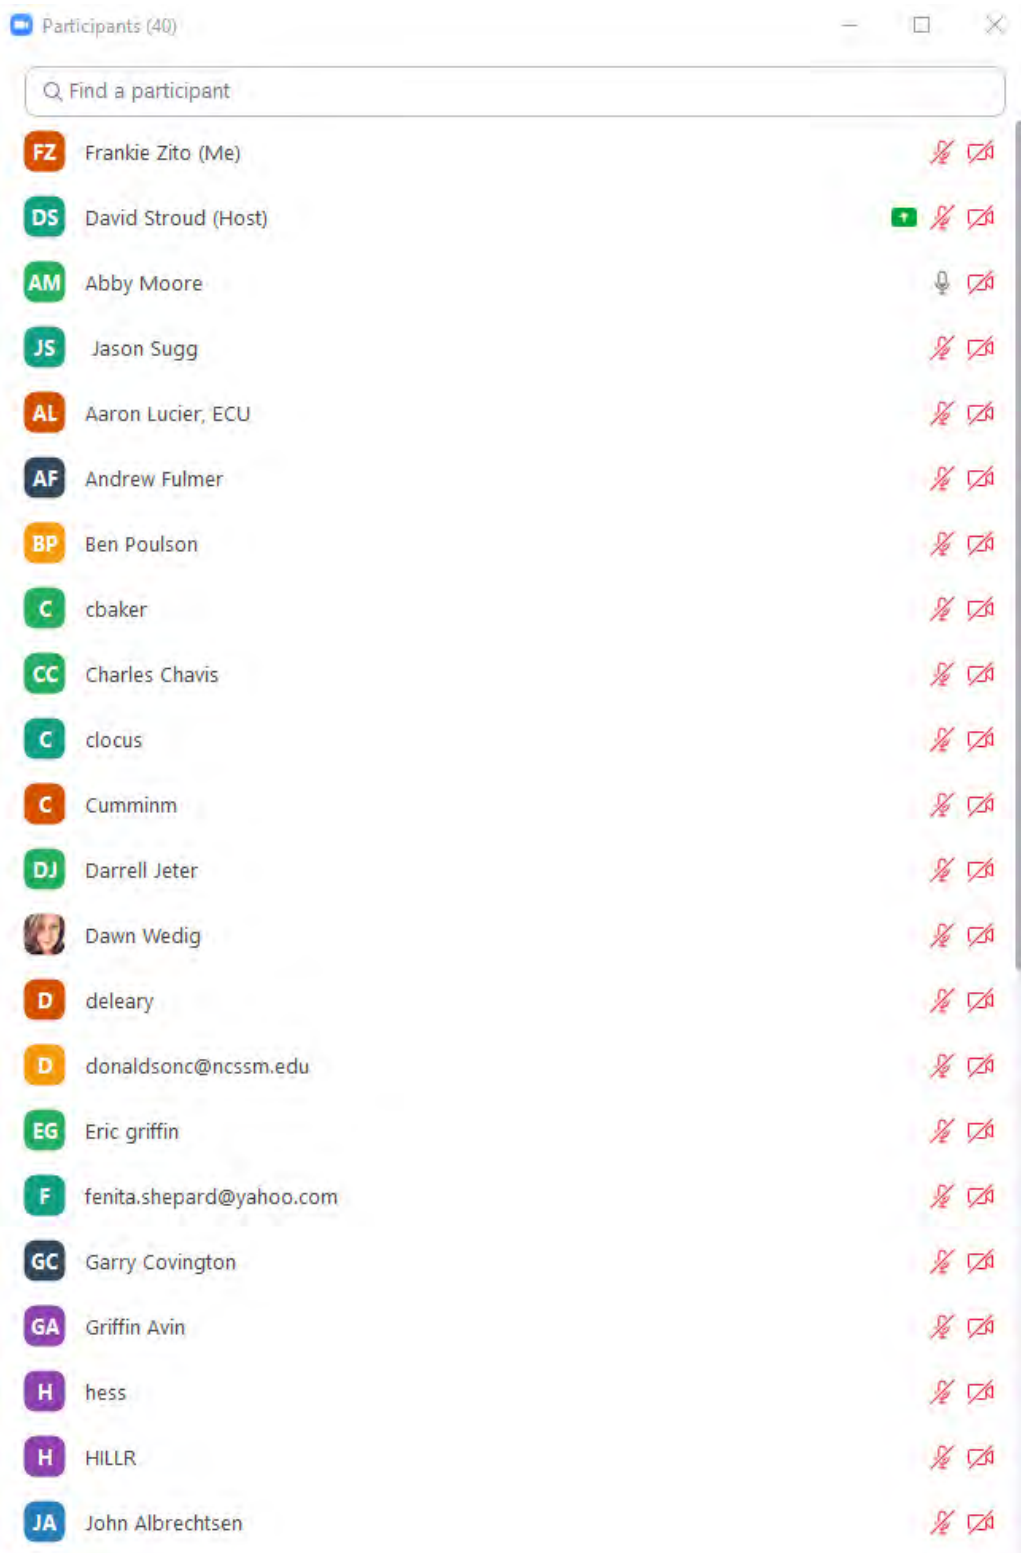 Participants (40)
Find a participant
FZ Frankie Zito (Me)
DS David Stroud (Host)
AM Abby Moore
JS Jason Sugg
AL Aaron Lucier, ECU
AF Andrew Fulmer
BP Ben Poulson
C cbaker
CC Charles Chavis
C clocus
C Cumminm
DJ Darrell Jeter
Dawn Wedig
D deleary
D donaldsonc@ncssm.edu
EG Eric griffin
F fenita.shepard@yahoo.com
GC Garry Covington
GA Griffin Avin
H hess
H HILLR
JA John Albrechtsen